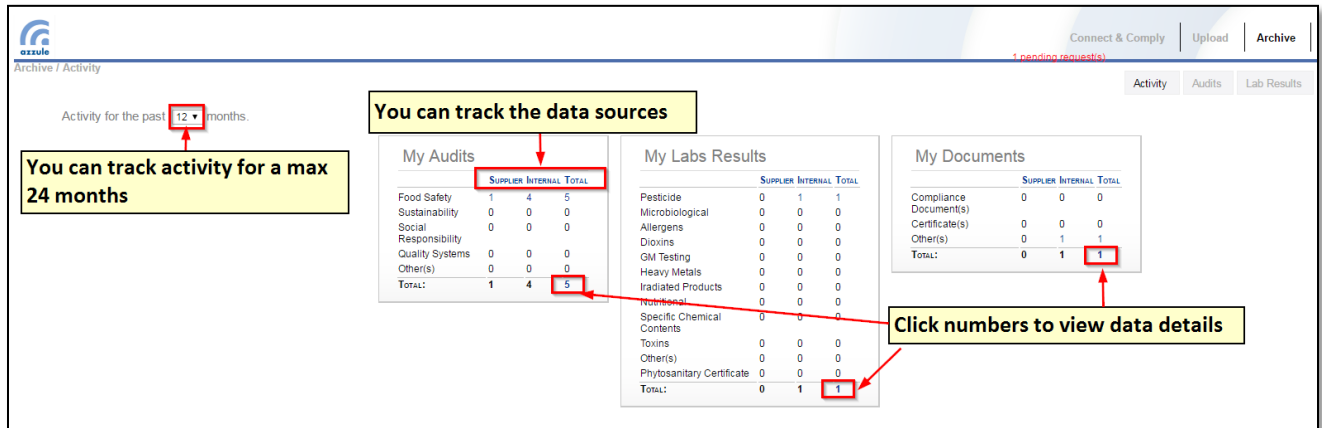 azzule
Connect & Comply Upload Archive
1 pending request(s)
Archive / Activity
Activity Audits Lab Results
Activity for the past 12 months.
You can track the data sources
You can track activity for a max
24 months
My Audits
SUPPLIER INTERNAL TOTAL
Food Safety 1 4 5
Sustainability 0 0 0
Social
Responsibility 0 0 0
Quality Systems 0 0 0
Other(s) 0 0 0
TOTAL: 1 4 5
My Labs Results
SUPPLIER INTERNAL TOTAL
Pesticide 0 1 1
Microbiological 0 0 0
Allergens 0 0 0
Dioxins 0 0 0
GM Testing 0 0 0
Heavy Metals 0 0 0
Iradiated Products 0 0 0
Nutritional 0 0 0
Specific Chemical
Contents 0 0 0
Toxins 0 0 0
Other(s) 0 0 0
Phytosanitary Certificate 0 0 0
TOTAL: 0 1 1
My Documents
SUPPLIER INTERNAL TOTAL
Compliance
Document(s) 0 0 0
Certificate(s) 0 0 0
Other(s) 0 1 1
TOTAL: 0 1 1
Click numbers to view data details